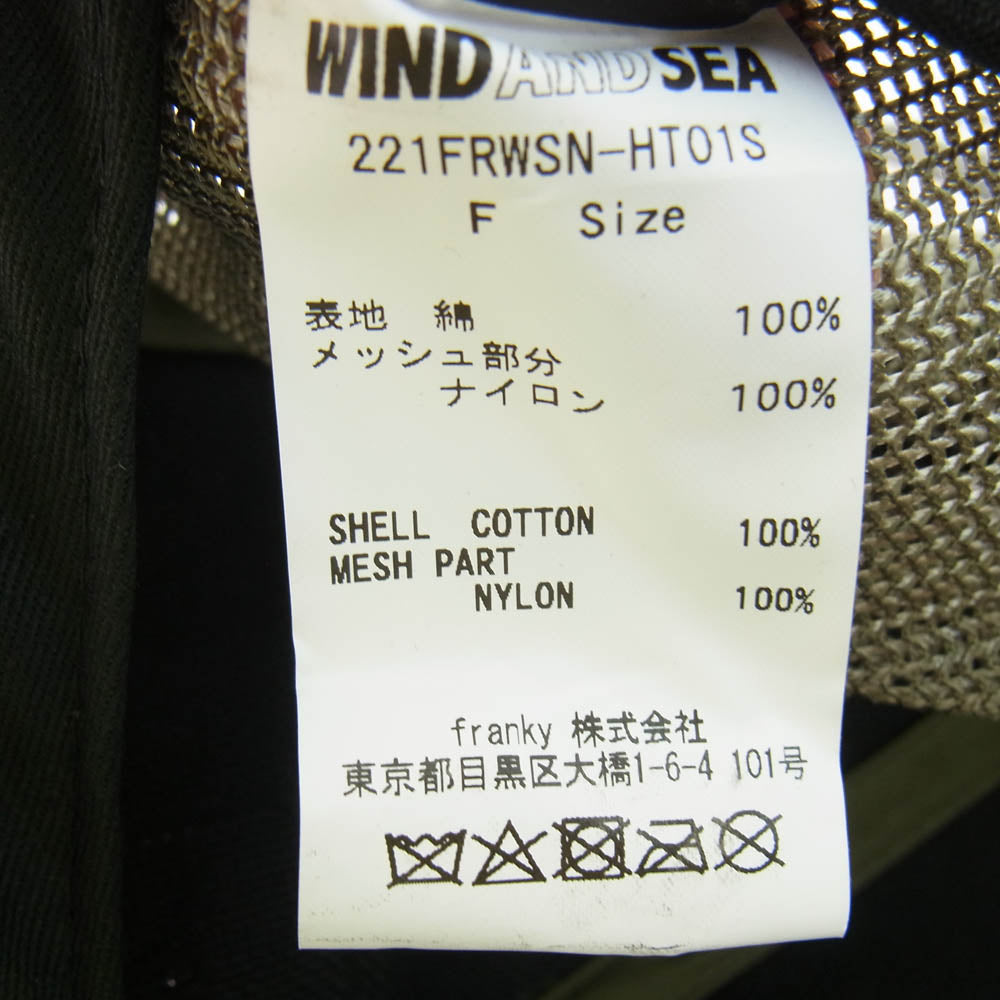 WIND AND SEA
221FRWSN-HT01S
F Size
表地 綿 100%
メッシュ部分
ナイロン 100%
SHELL COTTON 100%
MESH PART
NYLON 100%
franky 株式会社
東京都目黒区大橋1-6-4 101号